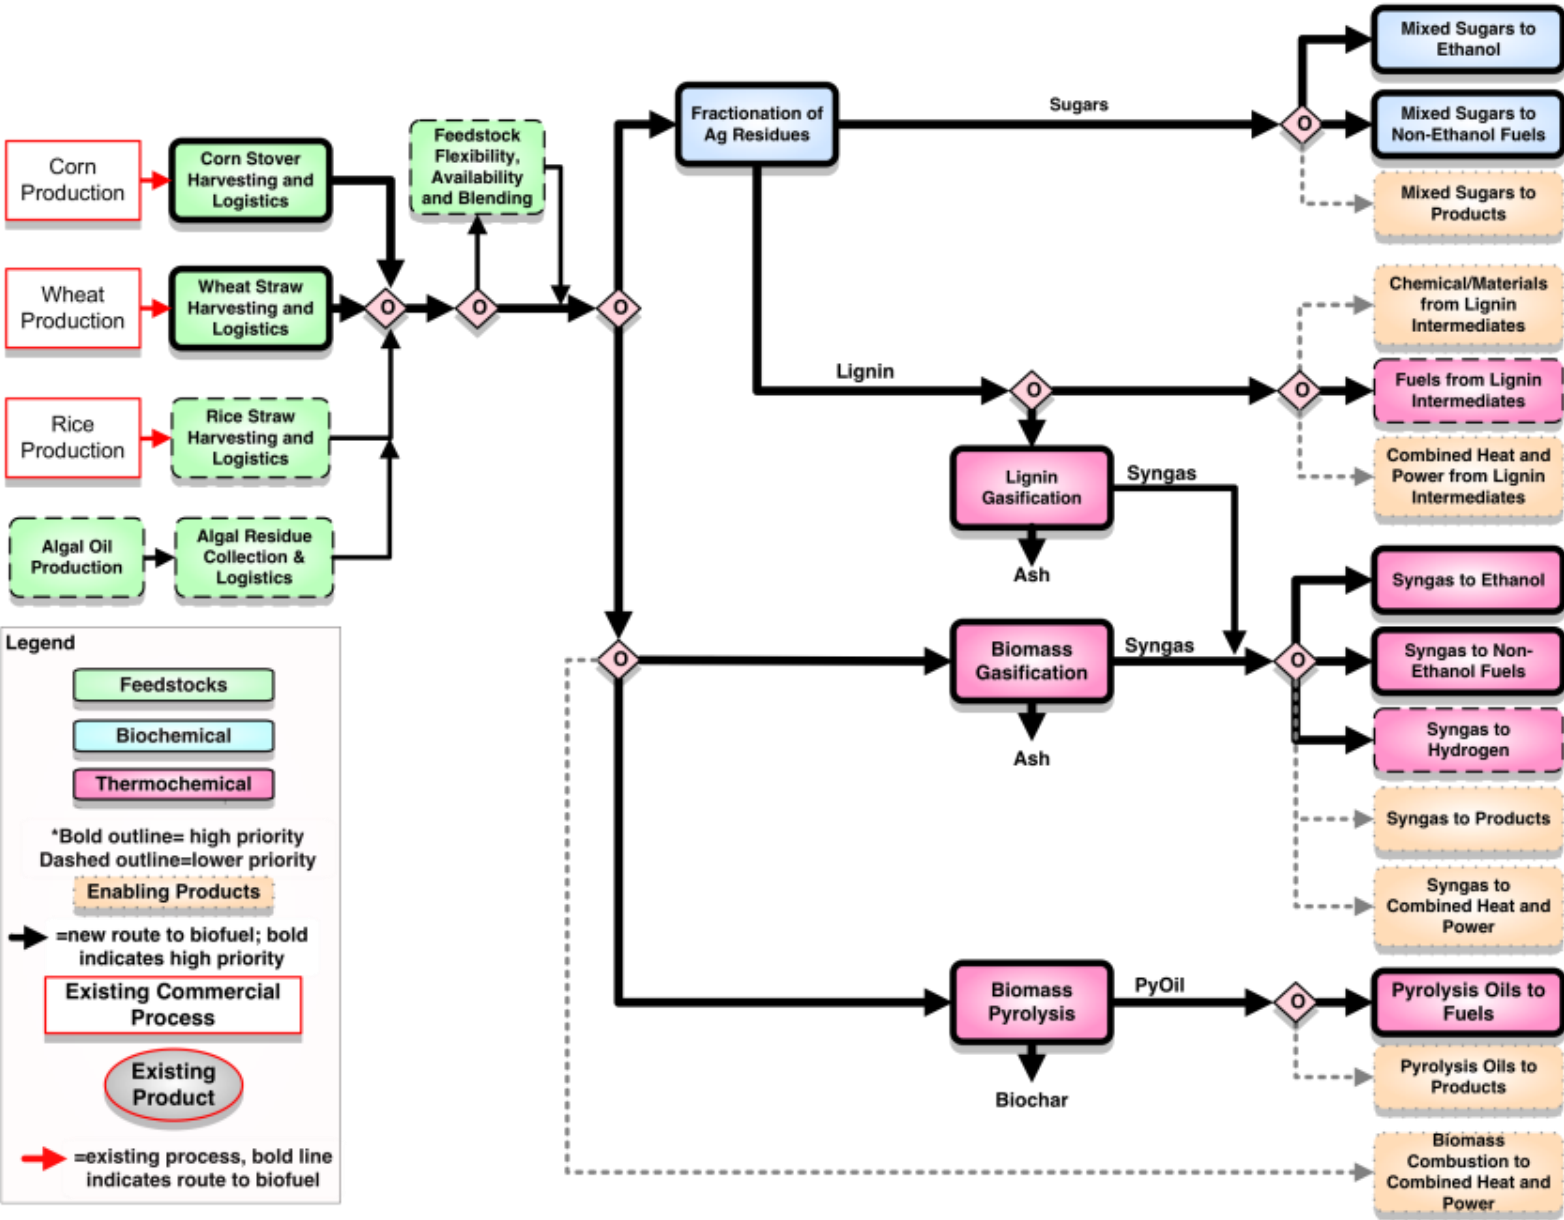 Corn
Production
Corn Stover
Harvesting and
Logistics
Feedstock
Flexibility,
Availability
and Blending
Wheat
Production
Wheat Straw
Harvesting and
Logistics
O
O
O
Rice
Production
Rice Straw
Harvesting and
Logistics
Algal Oil
Production
Algal Residue
Collection &
Logistics
Fractionation of
Ag Residues
Sugars
O
Mixed Sugars to
Ethanol
Mixed Sugars to
Non-Ethanol Fuels
Mixed Sugars to
Products
Lignin
O
O
Chemical/Materials
from Lignin
Intermediates
Fuels from Lignin
Intermediates
Combined Heat and
Power from Lignin
Intermediates
Lignin
Gasification
Syngas
Ash
O
Biomass
Gasification
Syngas
Ash
O
Syngas to Ethanol
Syngas to Non-
Ethanol Fuels
Syngas to
Hydrogen
Syngas to Products
Syngas to
Combined Heat and
Power
Biomass
Pyrolysis
PyOil
Biochar
O
Pyrolysis Oils to
Fuels
Pyrolysis Oils to
Products
Biomass
Combustion to
Combined Heat and
Power
Legend
Feedstocks
Biochemical
Thermochemical
*Bold outline= high priority
Dashed outline=lower priority
Enabling Products
=new route to biofuel; bold
indicates high priority
Existing Commercial
Process
Existing
Product
=existing process, bold line
indicates route to biofuel